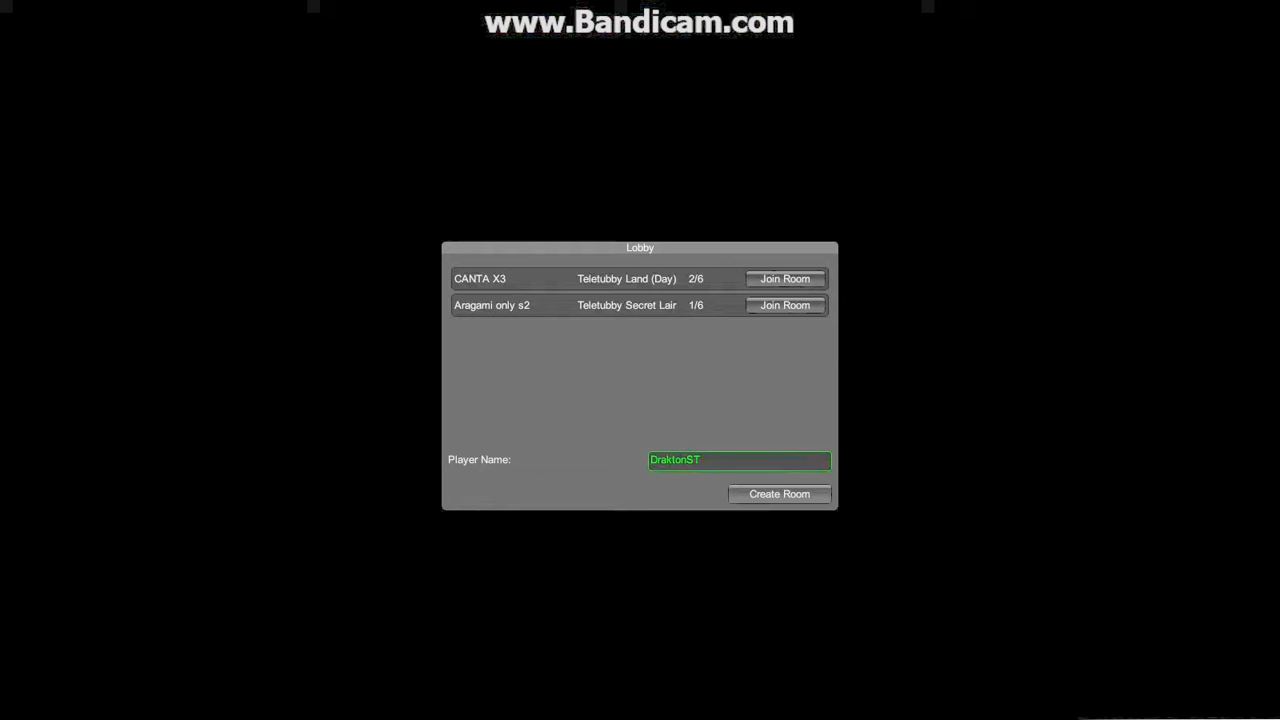 www.Bandicam.com
Lobby
CANTA X3 Teletubby Land (Day) 2/6 Join Room
Aragami only s2 Teletubby Secret Lair 1/6 Join Room
Player Name: DraktonST
Create Room